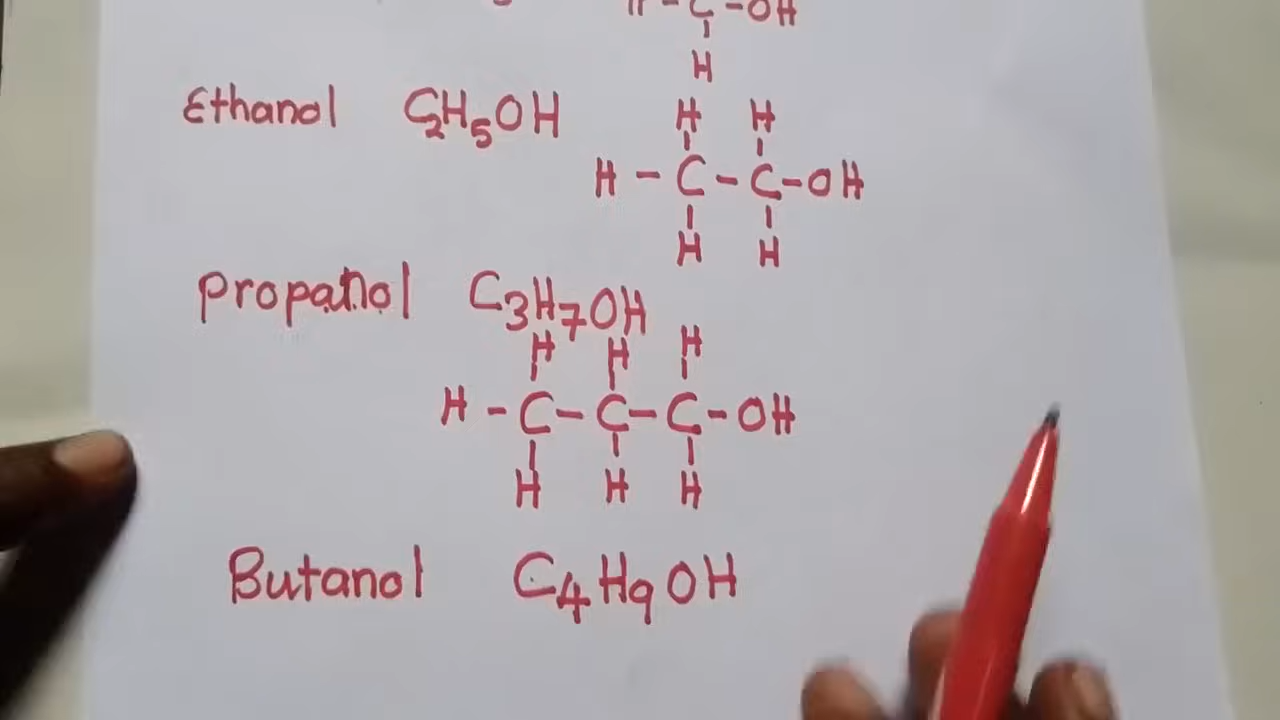 H-C-OH
H
Ethanol C2H5OH
H H
H - C - C - OH
H H
Propanol C3H7OH
H H H
H - C - C - C - OH
H H H
Butanol C4H9OH